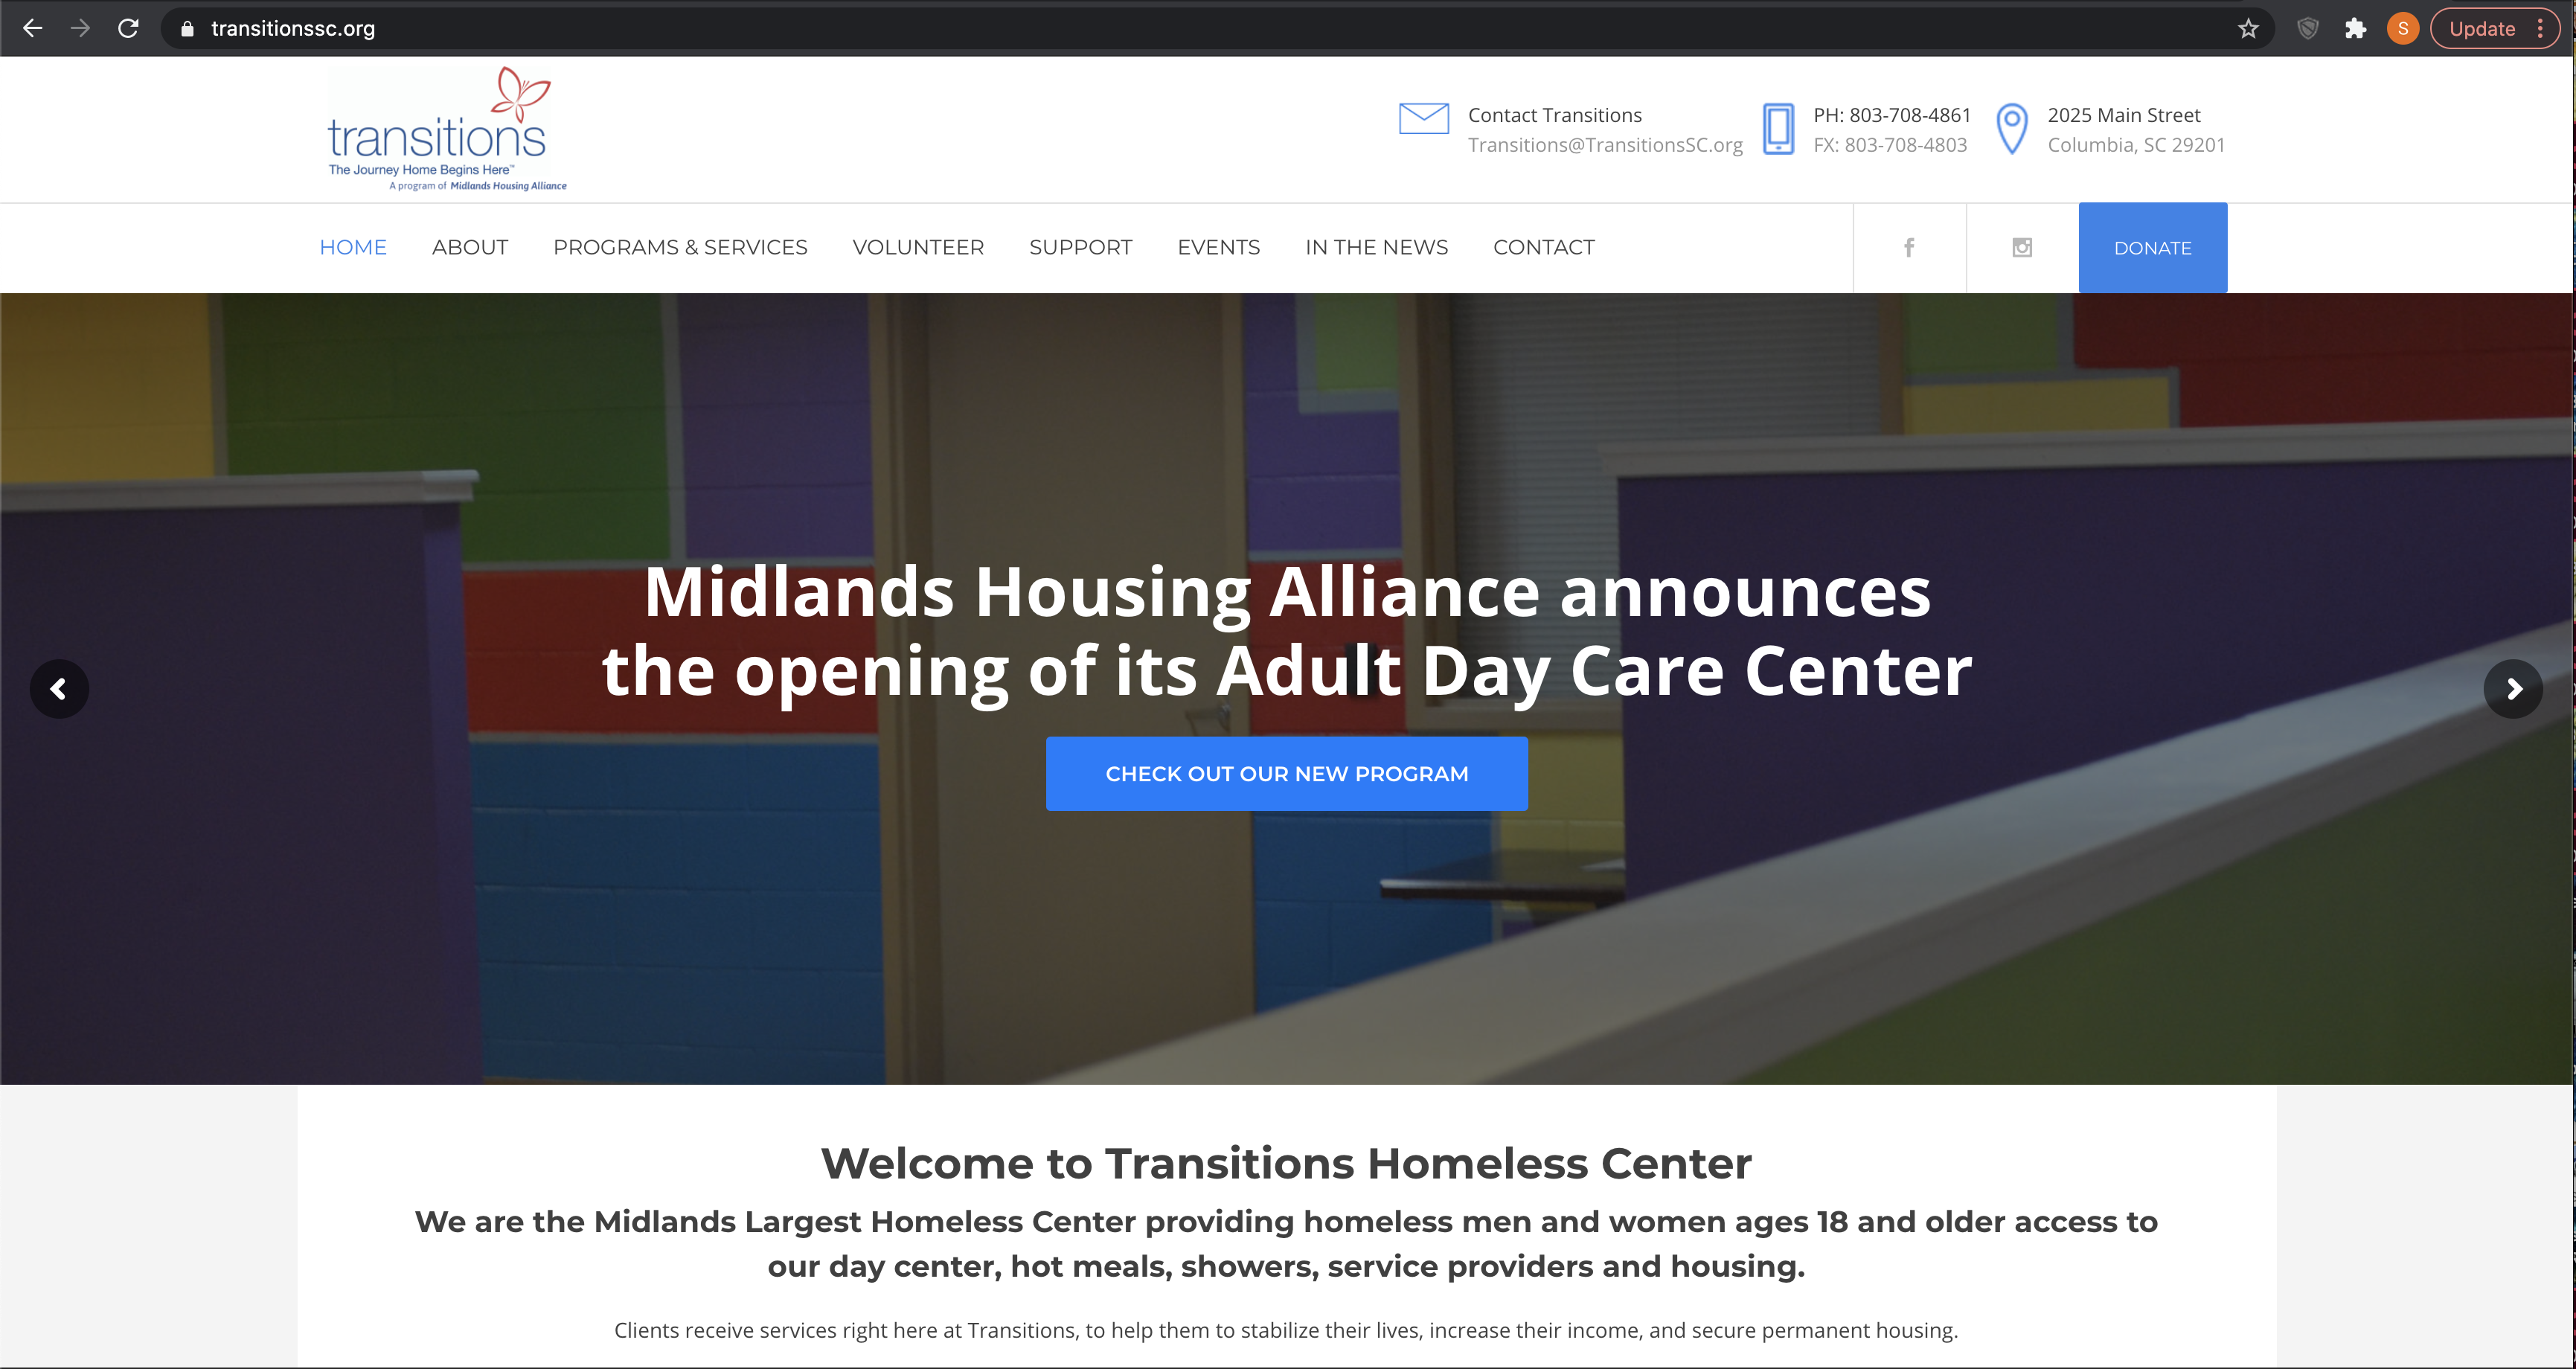 transitionssc.org
S
Update
transitions
The Journey Home Begins Here™
A program of Midlands Housing Alliance
Contact Transitions
Transitions@TransitionsSC.org
PH: 803-708-4861
FX: 803-708-4803
2025 Main Street
Columbia, SC 29201
HOME ABOUT PROGRAMS & SERVICES VOLUNTEER SUPPORT EVENTS IN THE NEWS CONTACT
DONATE
Midlands Housing Alliance announces
the opening of its Adult Day Care Center
CHECK OUT OUR NEW PROGRAM
Welcome to Transitions Homeless Center
We are the Midlands Largest Homeless Center providing homeless men and women ages 18 and older access to
our day center, hot meals, showers, service providers and housing.
Clients receive services right here at Transitions, to help them to stabilize their lives, increase their income, and secure permanent housing.